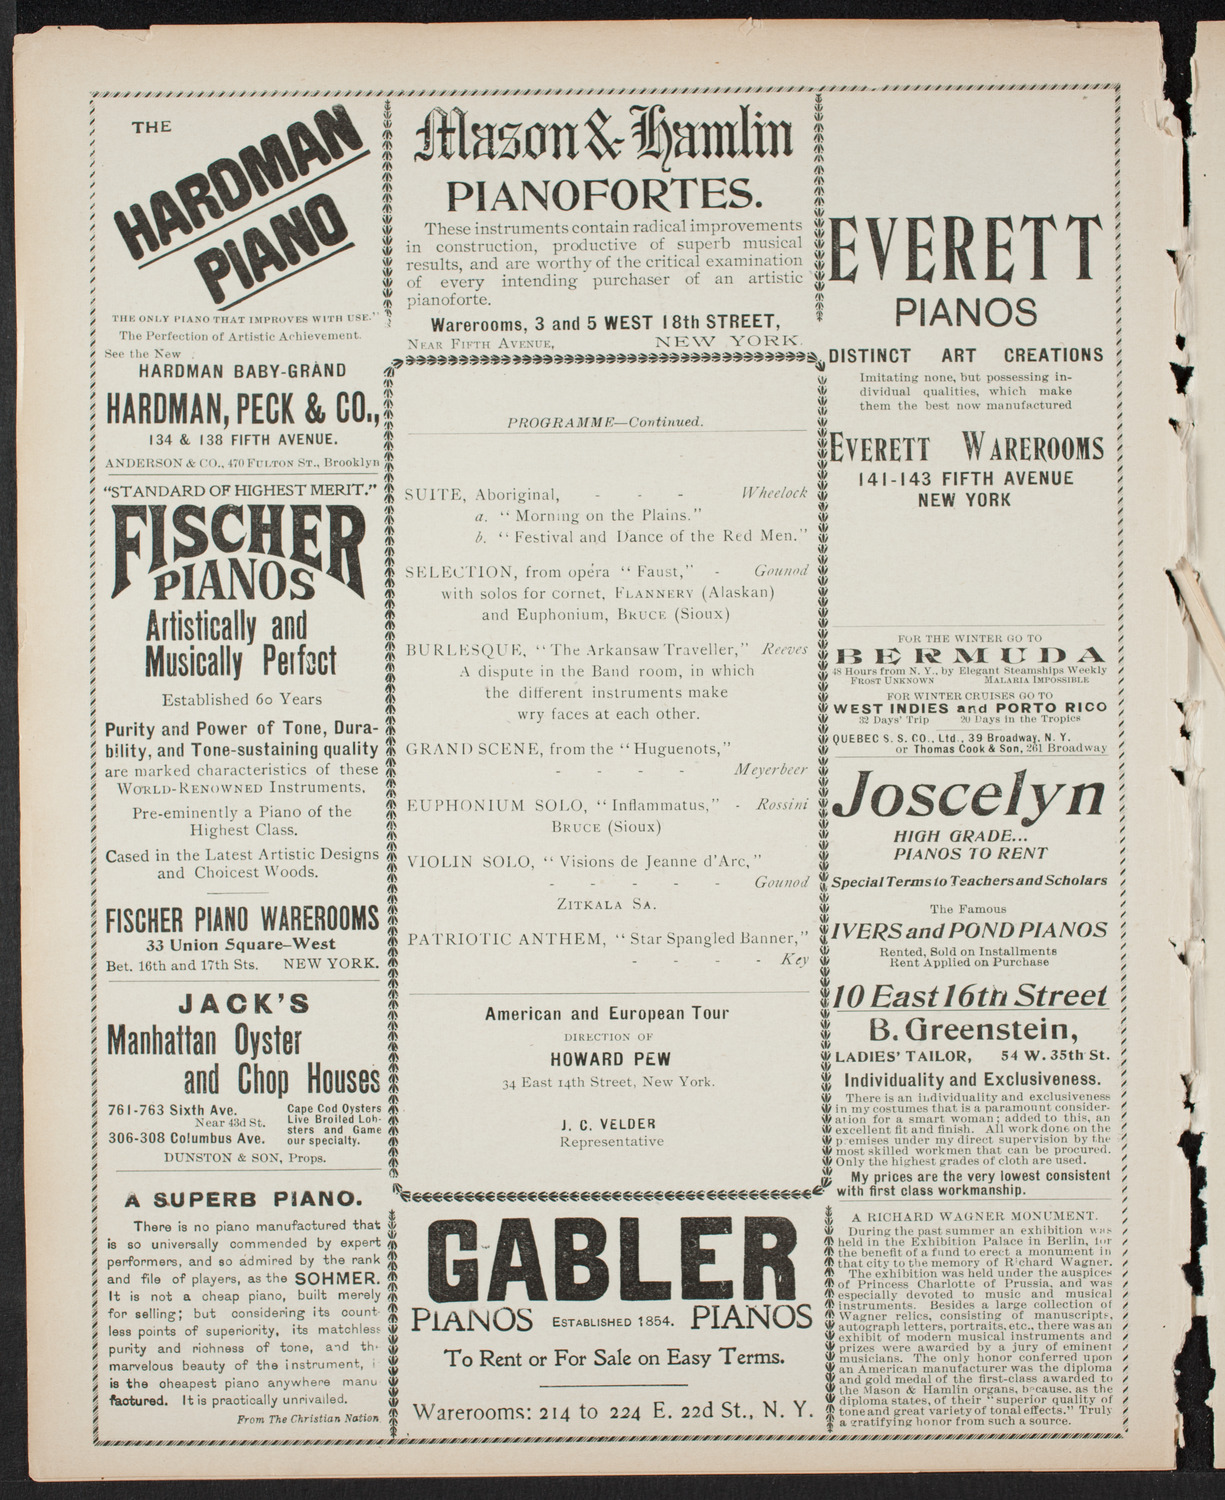 THE
HARDMAN
PIANO
THE ONLY PIANO THAT IMPROVES WITH USE."
The Perfection of Artistic Achievement.
See the New
HARDMAN BABY-GRAND
HARDMAN, PECK & CO.,
134 & 138 FIFTH AVENUE.
ANDERSON & CO., 470 FULTON ST., Brooklyn
"STANDARD OF HIGHEST MERIT."
FISCHER
PIANOS
Artistically and
Musically Perfect
Established 60 Years
Purity and Power of Tone, Dura-
bility, and Tone-sustaining quality
are marked characteristics of these
WORLD-RENOWNED Instruments.
Pre-eminently a Piano of the
Highest Class.
Cased in the Latest Artistic Designs
and Choicest Woods.
FISCHER PIANO WAREROOMS
33 Union Square—West
Bet. 16th and 17th Sts. NEW YORK.
JACK'S
Manhattan Oyster
and Chop Houses
761-763 Sixth Ave.
Near 43d St.
306-308 Columbus Ave.
Cape Cod Oysters
Live Broiled Lob-
sters and Game
our specialty.
DUNSTON & SON, Props.
A SUPERB PIANO.
There is no piano manufactured that
is so universally commended by expert
performers, and so admired by the rank
and file of players, as the SOHMER.
It is not a cheap piano, built merely
for selling; but considering its count-
less points of superiority, its matchless
purity and richness of tone, and the
marvelous beauty of the instrument, i
is the cheapest piano anywhere manu
factured. It is practically unrivalled.
From The Christian Nation
Mason & Hamlin
PIANOFORTES.
These instruments contain radical improvements
in construction, productive of superb musical
results, and are worthy of the critical examination
of every intending purchaser of an artistic
pianoforte.
Warerooms, 3 and 5 WEST 18th STREET,
NEAR FIFTH AVENUE, NEW YORK.
PROGRAMME—Continued.
SUITE, Aboriginal, - - - Wheelock
a. "Morning on the Plains."
b. "Festival and Dance of the Red Men."
SELECTION, from opéra "Faust," - Gounod
with solos for cornet, FLANNERY (Alaskan)
and Euphonium, BRUCE (Sioux)
BURLESQUE, "The Arkansaw Traveller," Reeves
A dispute in the Band room, in which
the different instruments make
wry faces at each other.
GRAND SCENE, from the "Huguenots,"
- - - - Meyerbeer
EUPHONIUM SOLO, "Inflammatus," - Rossini
BRUCE (Sioux)
VIOLIN SOLO, "Visions de Jeanne d'Arc,"
- - - - - Gounod
ZITKALA SA.
PATRIOTIC ANTHEM, "Star Spangled Banner,"
- - - - Key
American and European Tour
DIRECTION OF
HOWARD PEW
34 East 14th Street, New York.
J. C. VELDER
Representative
GABLER
PIANOS ESTABLISHED 1854. PIANOS
To Rent or For Sale on Easy Terms.
Warerooms: 214 to 224 E. 22d St., N. Y.
EVERETT
PIANOS
DISTINCT ART CREATIONS
Imitating none, but possessing in-
dividual qualities, which make
them the best now manufactured
EVERETT WAREROOMS
141-143 FIFTH AVENUE
NEW YORK
FOR THE WINTER GO TO
BERMUDA
48 Hours from N. Y., by Elegant Steamships Weekly
FROST UNKNOWN MALARIA IMPOSSIBLE
FOR WINTER CRUISES GO TO
WEST INDIES and PORTO RICO
32 Days' Trip 20 Days in the Tropics
QUEBEC S. S. CO., Ltd., 39 Broadway, N. Y.
or Thomas Cook & Son, 261 Broadway
Joscelyn
HIGH GRADE...
PIANOS TO RENT
Special Terms to Teachers and Scholars
The Famous
IVERS and POND PIANOS
Rented, Sold on Installments
Rent Applied on Purchase
10 East 16th Street
B. Greenstein,
LADIES' TAILOR, 54 W. 35th St.
Individuality and Exclusiveness.
There is an individuality and exclusiveness
in my costumes that is a paramount consider-
ation for a smart woman; added to this, an
excellent fit and finish. All work done on the
premises under my direct supervision by the
most skilled workmen that can be procured.
Only the highest grades of cloth are used.
My prices are the very lowest consistent
with first class workmanship.
A RICHARD WAGNER MONUMENT.
During the past summer an exhibition was
held in the Exhibition Palace in Berlin, for
the benefit of a fund to erect a monument in
that city to the memory of Richard Wagner.
The exhibition was held under the auspices
of Princess Charlotte of Prussia, and was
especially devoted to music and musical
instruments. Besides a large collection of
Wagner relics, consisting of manuscripts,
autograph letters, portraits, etc., there was an
exhibit of modern musical instruments and
prizes were awarded by a jury of eminent
musicians. The only honor conferred upon
an American manufacturer was the diploma
and gold medal of the first-class awarded to
the Mason & Hamlin organs, because, as the
diploma states, of their "superior quality of
tone and great variety of tonal effects." Truly
a gratifying honor from such a source.